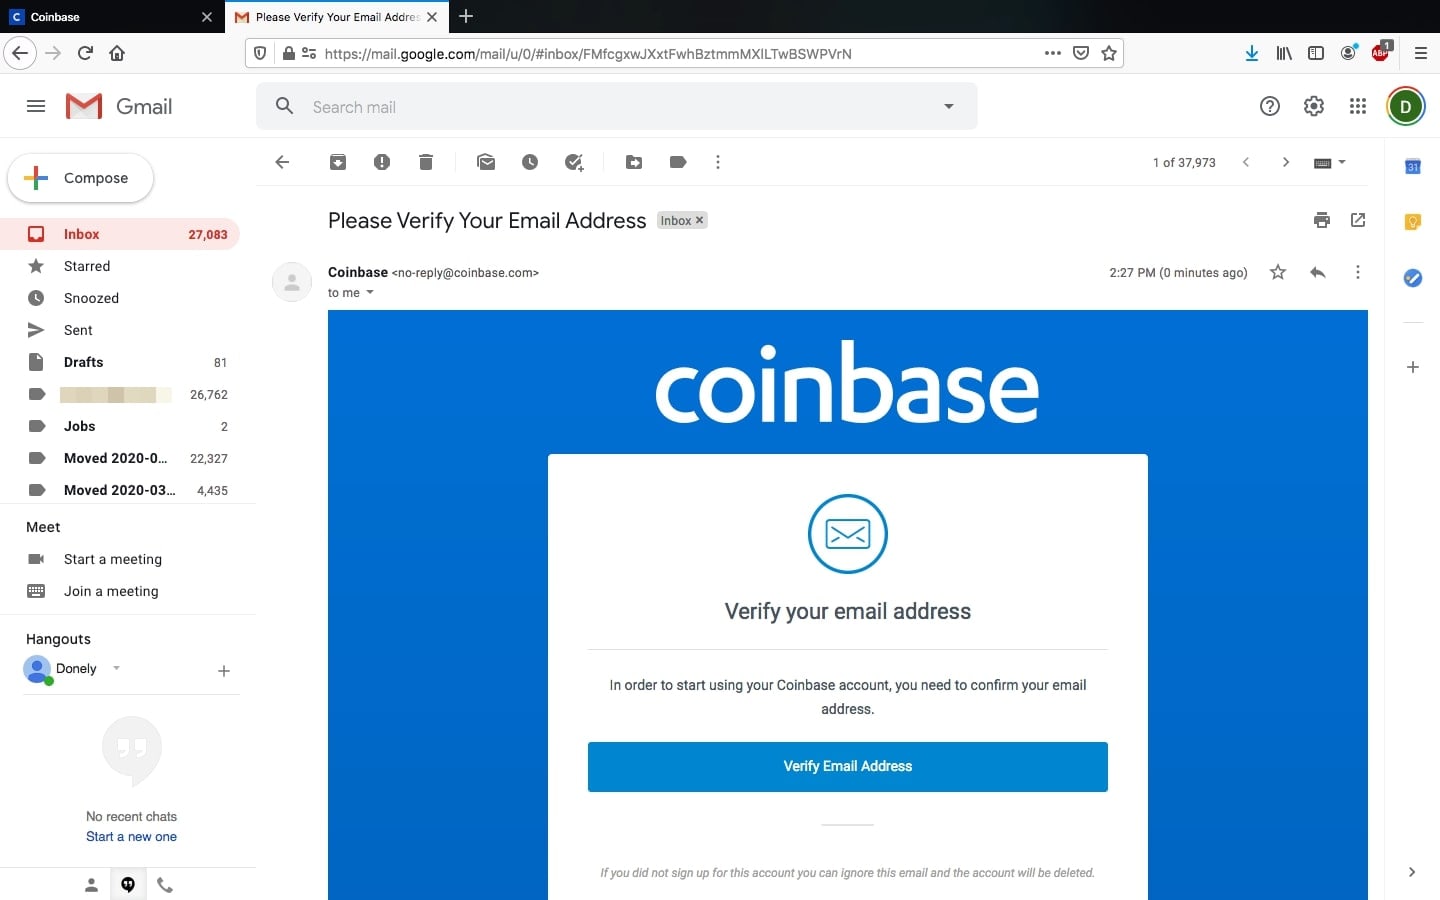 Coinbase
Please Verify Your Email Addres
https://mail.google.com/mail/u/0/#inbox/FMfcgxwJXxtFwhBztmmMXlLTwBSWPVrN
ABP
1
Gmail
Search mail
D
Compose
1 of 37,973
31
Please Verify Your Email Address
Inbox
Inbox 27,083
Starred
Snoozed
Sent
Drafts 81
26,762
Jobs 2
Moved 2020-0... 22,327
Moved 2020-03... 4,435
Coinbase <no-reply@coinbase.com>
2:27 PM (0 minutes ago)
to me
coinbase
Verify your email address
In order to start using your Coinbase account, you need to confirm your email
address.
Verify Email Address
If you did not sign up for this account you can ignore this email and the account will be deleted.
Meet
Start a meeting
Join a meeting
Hangouts
Donely
No recent chats
Start a new one